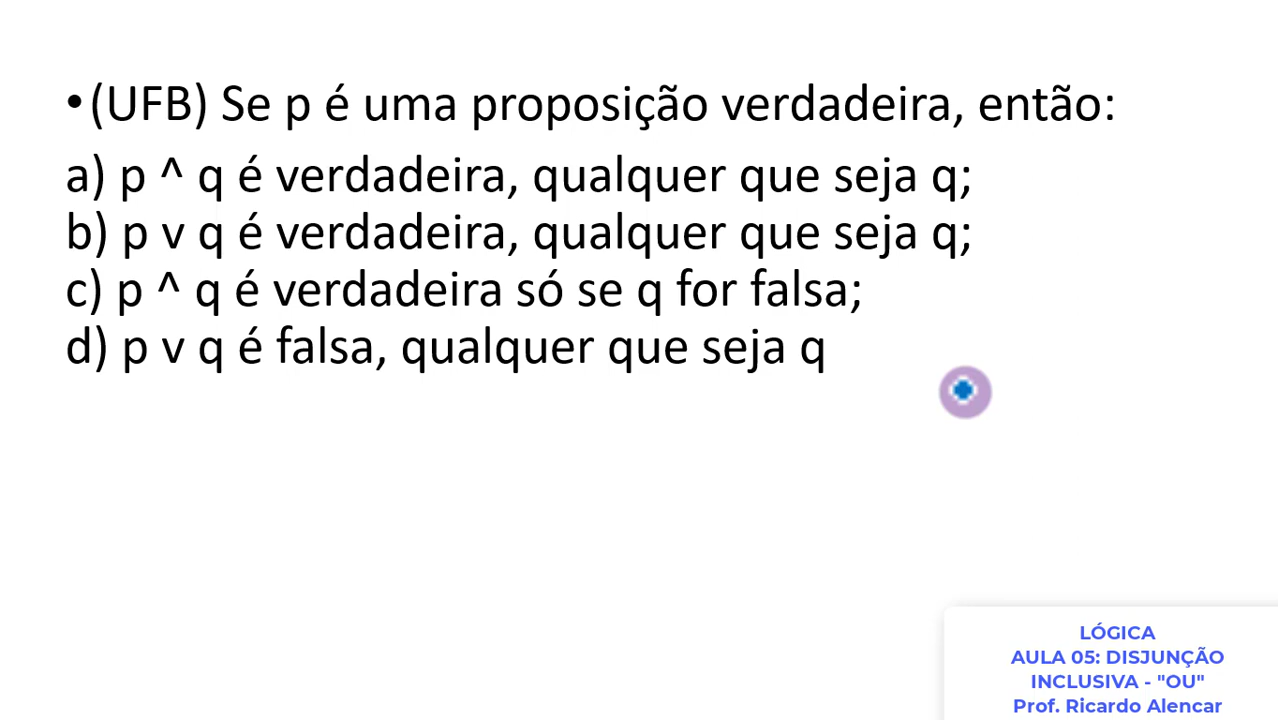 •(UFB) Se p é uma proposição verdadeira, então:
a) p ^ q é verdadeira, qualquer que seja q;
b) p v q é verdadeira, qualquer que seja q;
c) p ^ q é verdadeira só se q for falsa;
d) p v q é falsa, qualquer que seja q
LÓGICA
AULA 05: DISJUNÇÃO
INCLUSIVA - "OU"
Prof. Ricardo Alencar